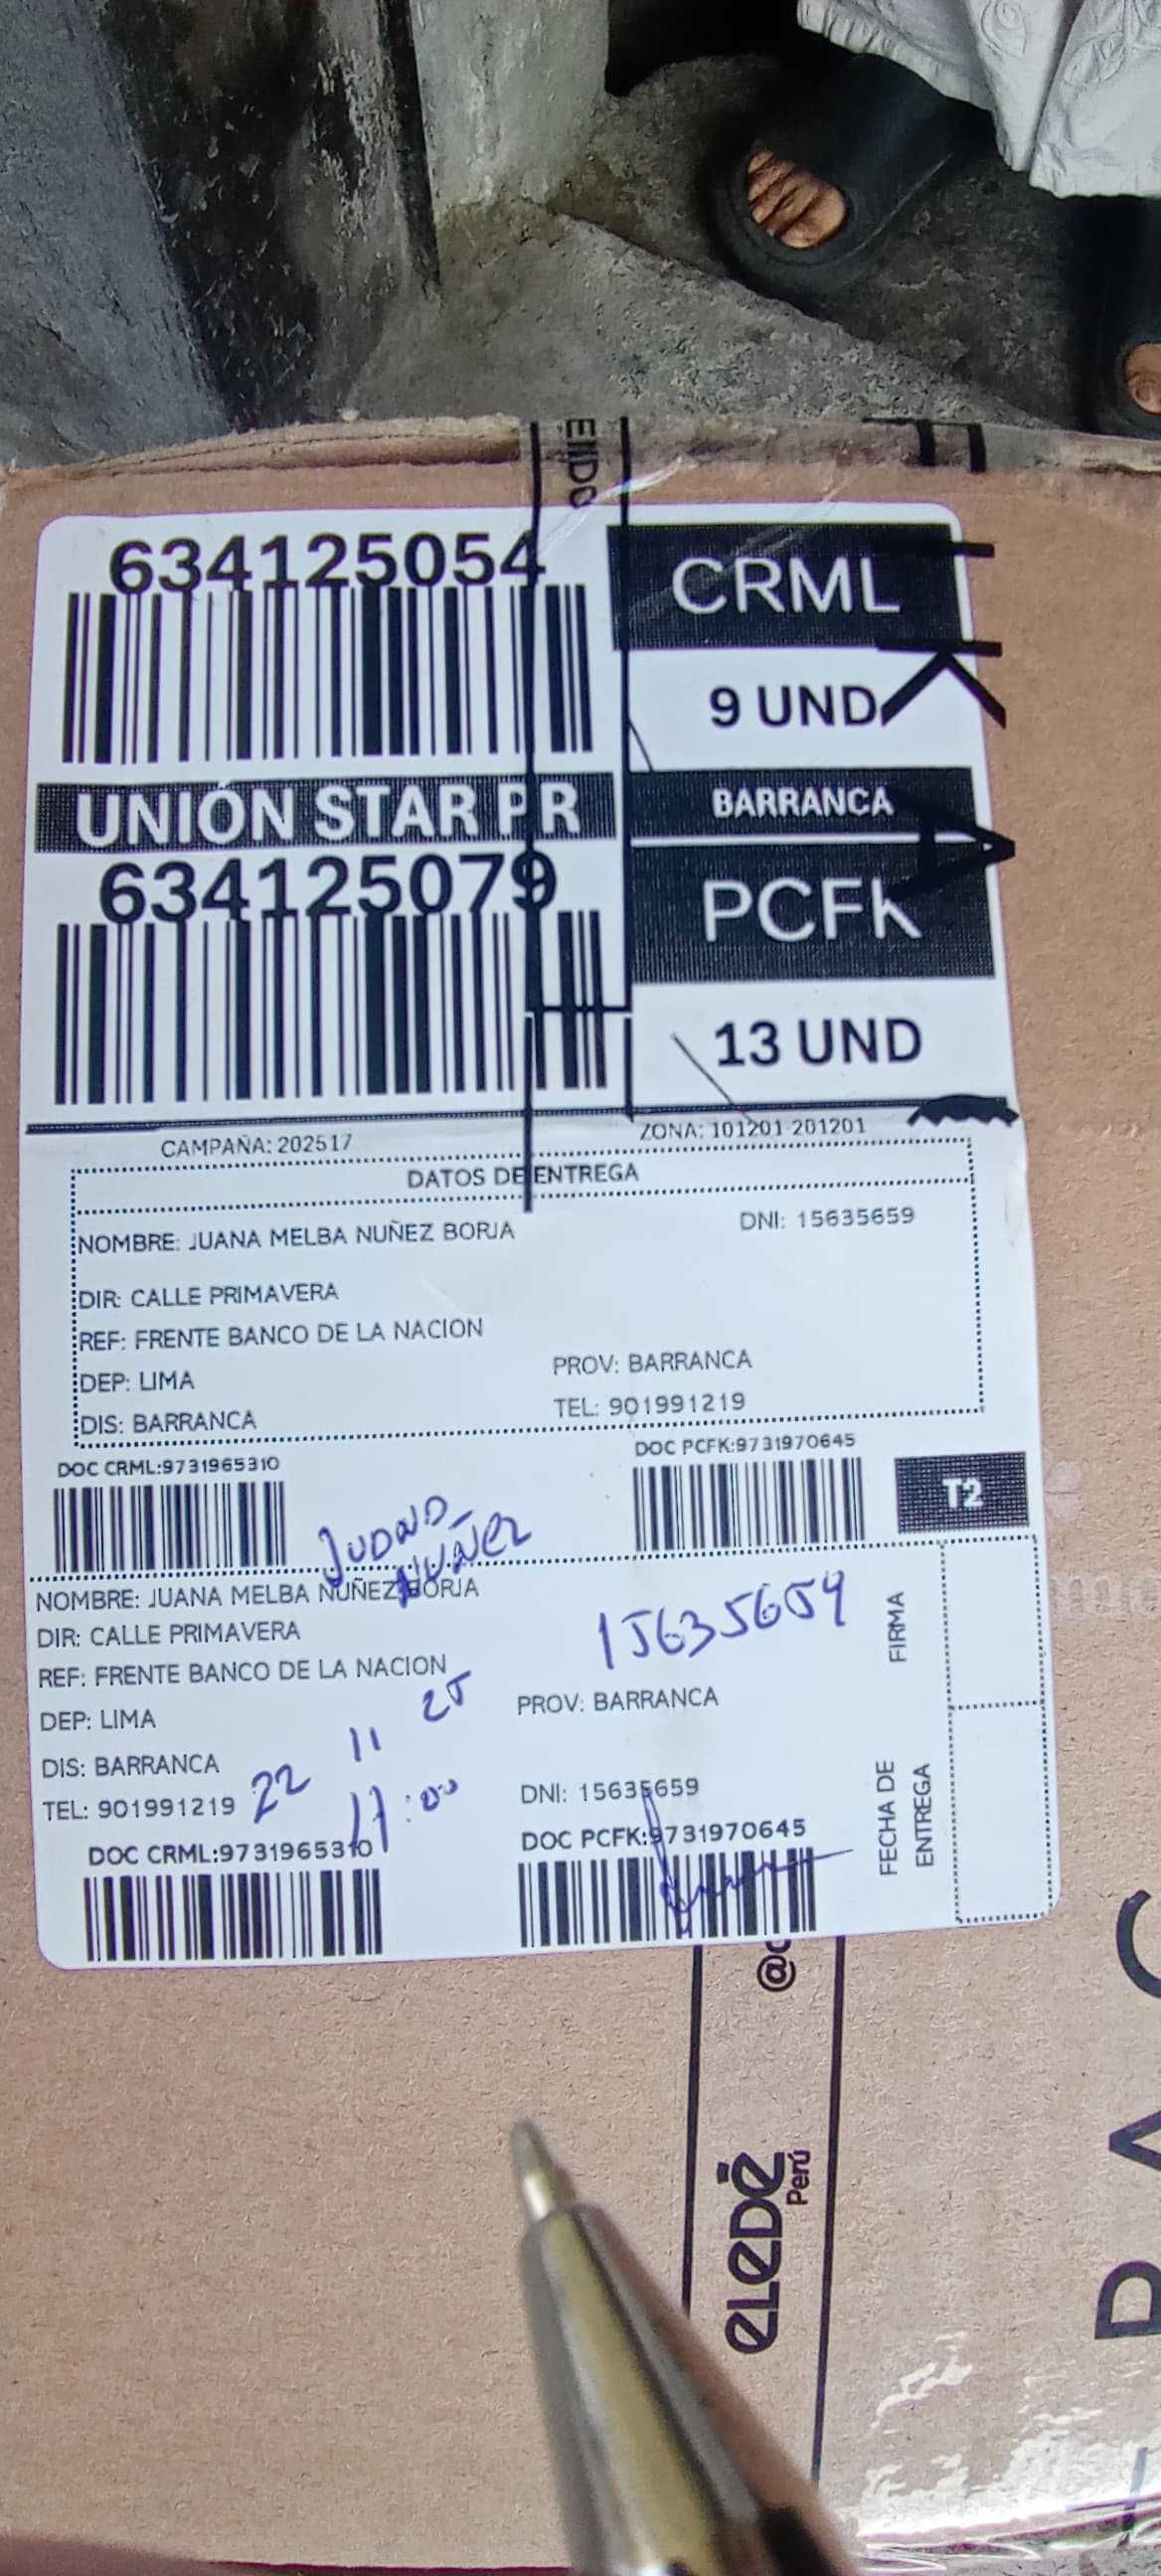 634125054
CRML
9 UND
UNIÓN STAR PR
BARRANCA
634125079
PCFK
13 UND
CAMPAÑA: 202517
ZONA: 101201 201201
DATOS DE ENTREGA
NOMBRE: JUANA MELBA NUÑEZ BORJA
DNI: 15635659
DIR: CALLE PRIMAVERA
REF: FRENTE BANCO DE LA NACION
DEP: LIMA
PROV: BARRANCA
DIS: BARRANCA
TEL: 901991219
DOC CRML:9731965310
DOC PCFK:9731970645
T2
NUÑEZ
NOMBRE: JUANA MELBA NUÑEZ BORJA
15635659
DIR: CALLE PRIMAVERA
REF: FRENTE BANCO DE LA NACION
DEP: LIMA
PROV: BARRANCA
DIS: BARRANCA
22 11 25
TEL: 901991219
11:00
DNI: 15635659
DOC CRML:9731965310
DOC PCFK:9731970645
FIRMA
FECHA DE
ENTREGA
eLeDé
Perú